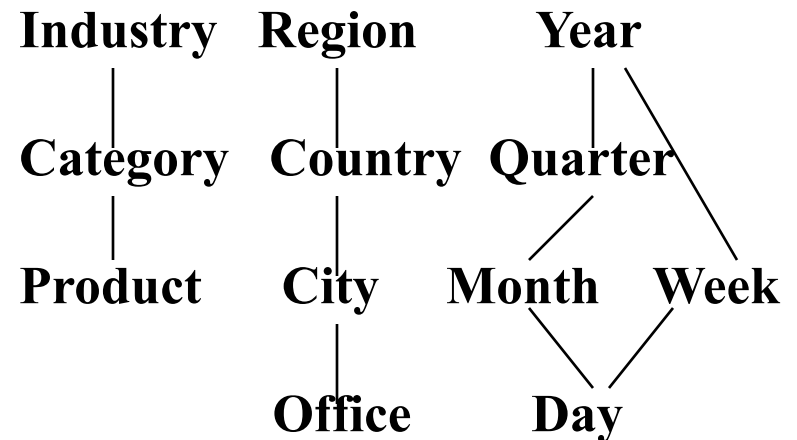 Industry Region Year
Category Country Quarter
Product City Month Week
Office Day